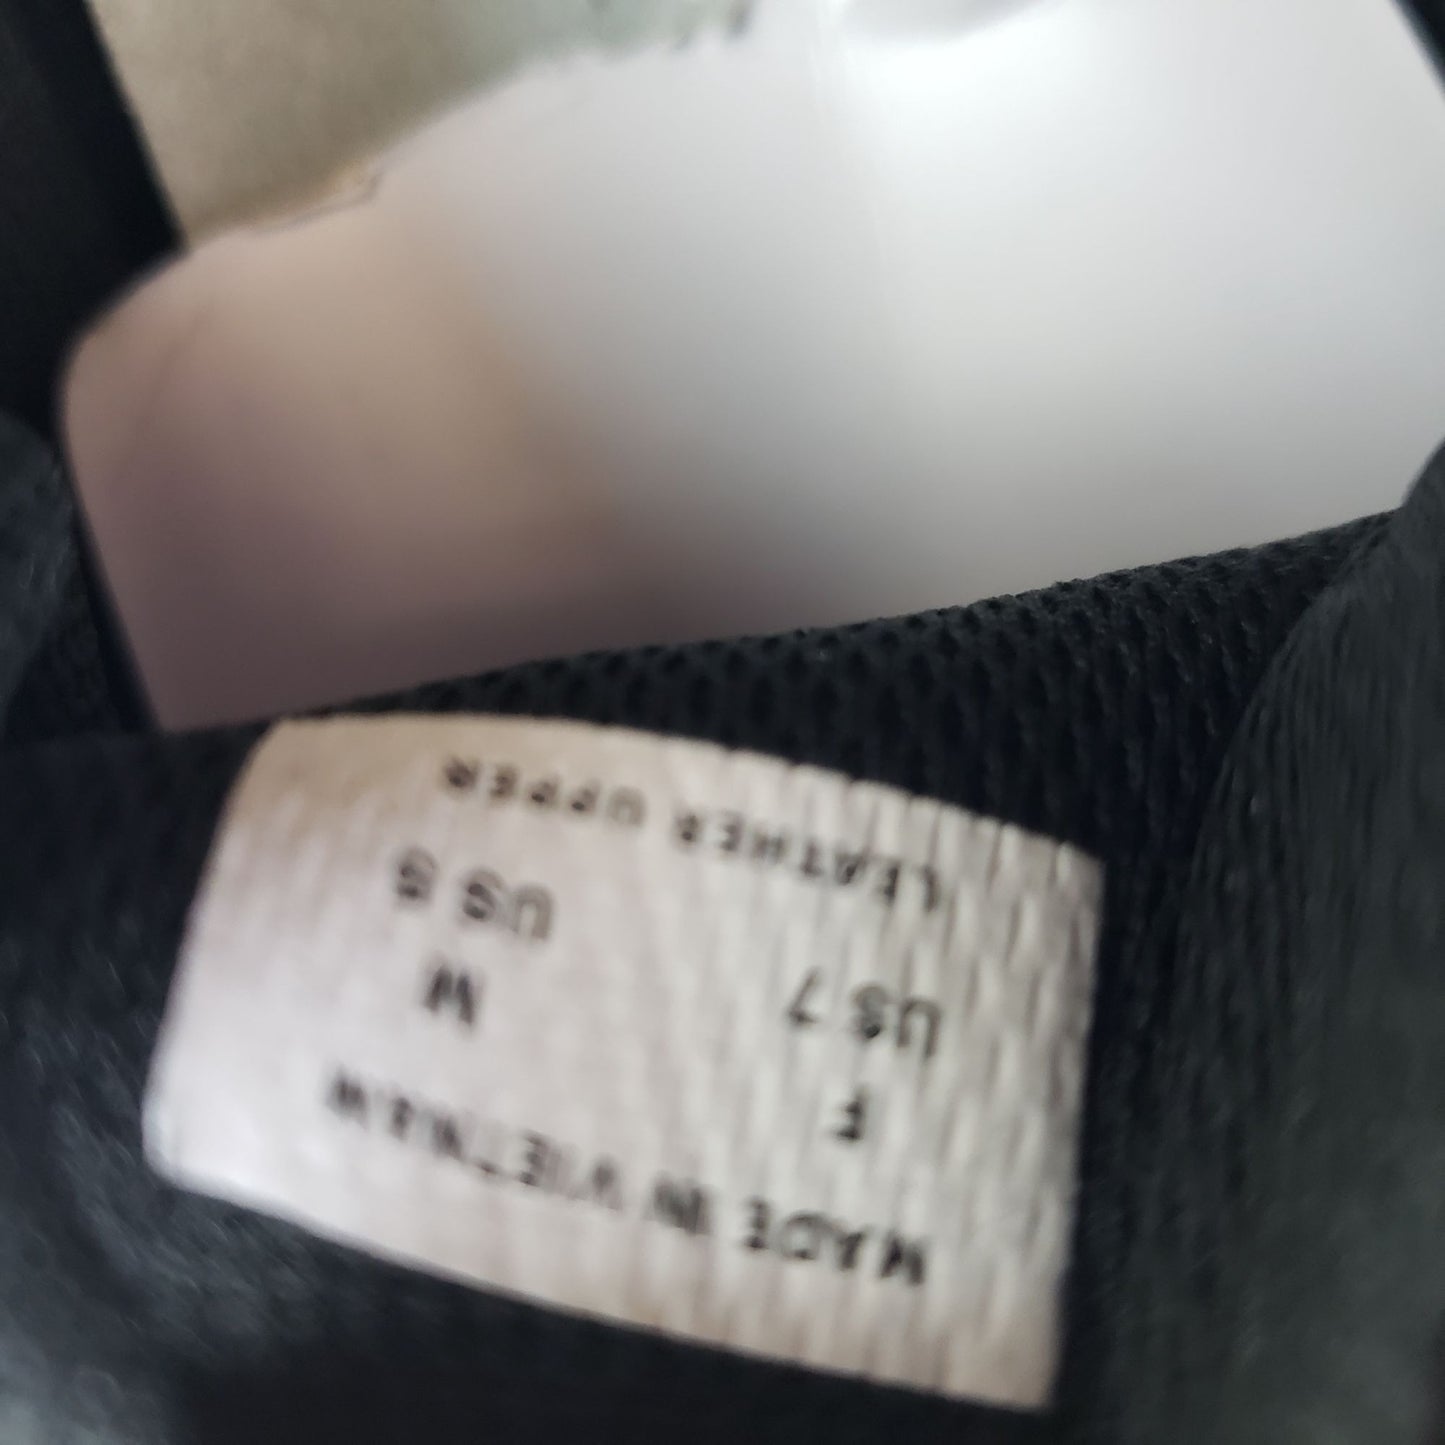 MADE IN VIETNAM
F M
US 7 US 5
LEATHER UPPER